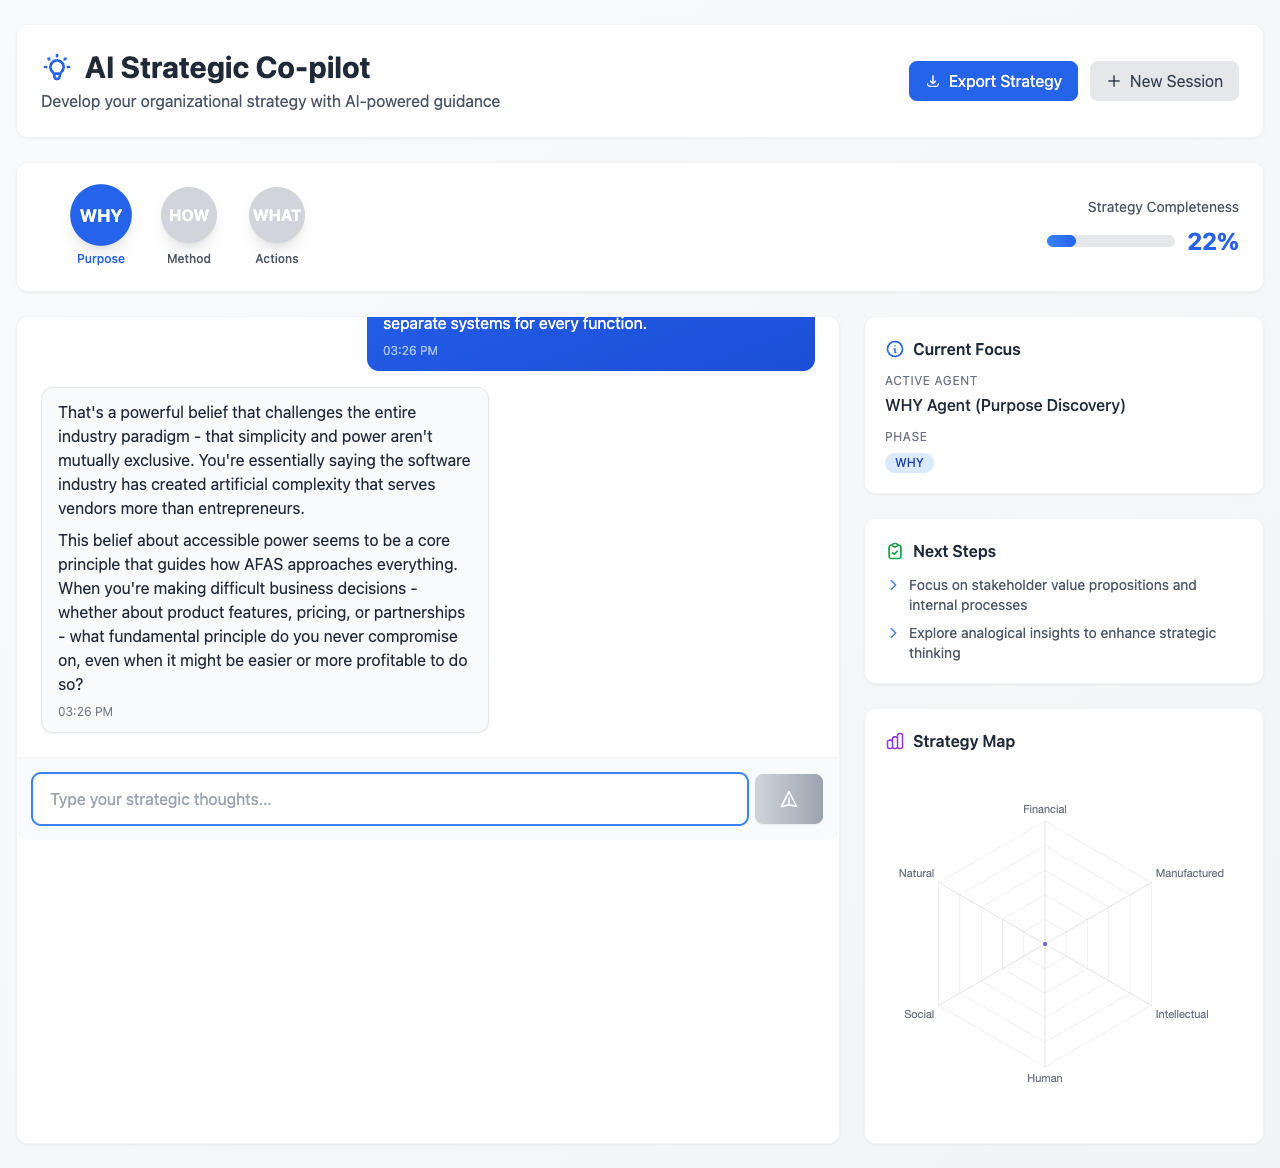 AI Strategic Co-pilot
Develop your organizational strategy with AI-powered guidance
Export Strategy
New Session
WHY
HOW
WHAT
Purpose
Method
Actions
Strategy Completeness
22%
separate systems for every function.
03:26 PM
That's a powerful belief that challenges the entire
industry paradigm - that simplicity and power aren't
mutually exclusive. You're essentially saying the software
industry has created artificial complexity that serves
vendors more than entrepreneurs.
This belief about accessible power seems to be a core
principle that guides how AFAS approaches everything.
When you're making difficult business decisions -
whether about product features, pricing, or partnerships
- what fundamental principle do you never compromise
on, even when it might be easier or more profitable to do
so?
03:26 PM
Type your strategic thoughts...
Current Focus
ACTIVE AGENT
WHY Agent (Purpose Discovery)
PHASE
WHY
Next Steps
Focus on stakeholder value propositions and
internal processes
Explore analogical insights to enhance strategic
thinking
Strategy Map
Financial
Natural
Manufactured
Social
Intellectual
Human